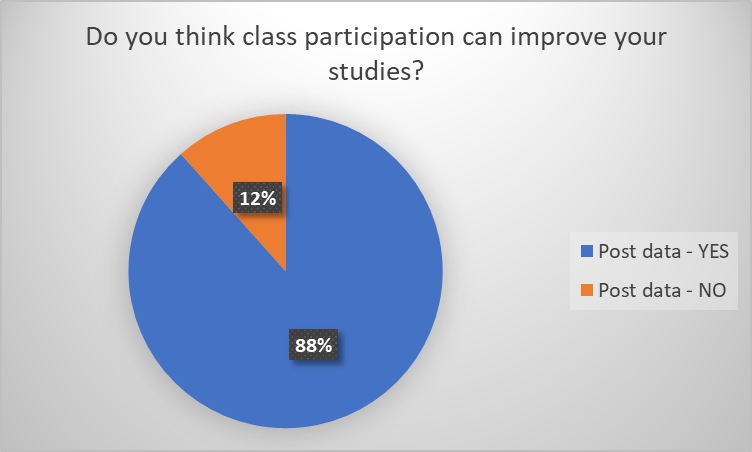 Do you think class participation can improve your
studies?
12%
Post data - YES
Post data - NO
88%